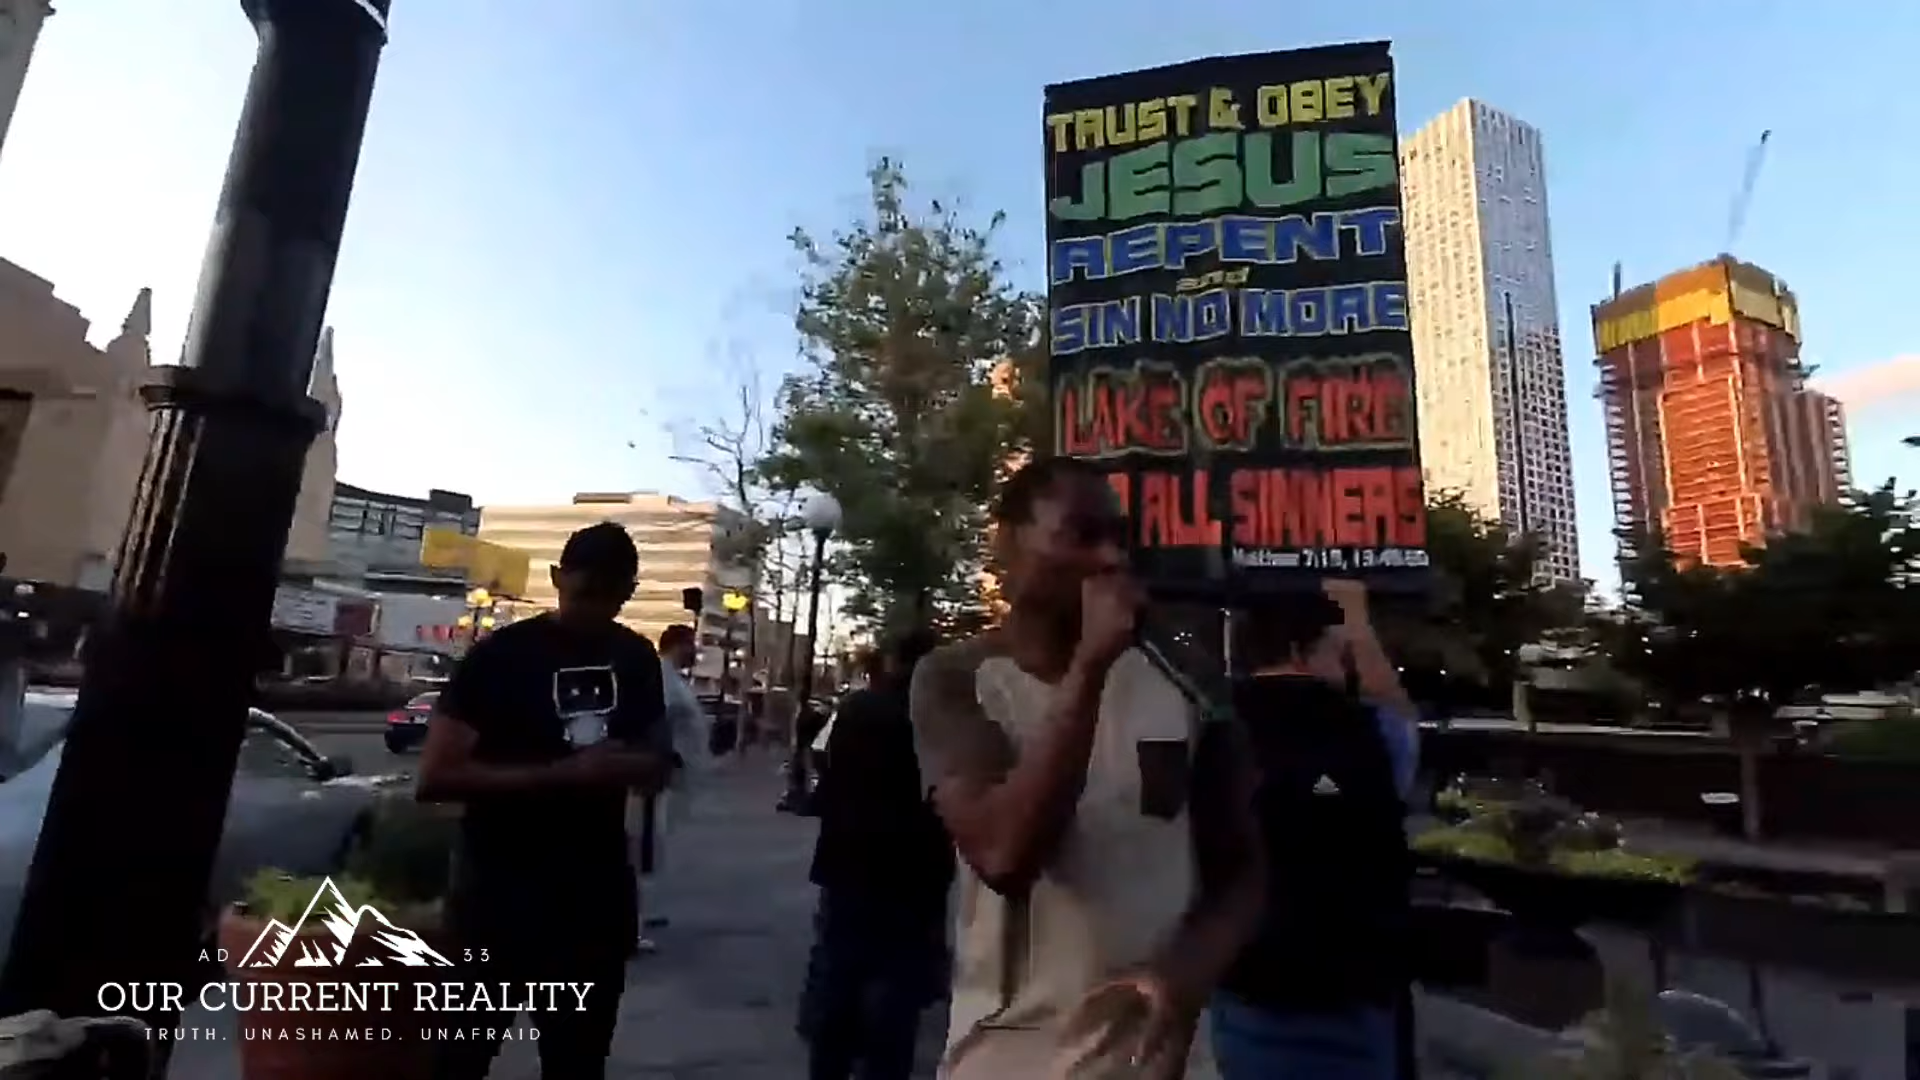 TRUST & OBEY
JESUS
REPENT
and
SIN NO MORE
LAKE OF FIRE
ALL SINNERS
AD 33
OUR CURRENT REALITY
TRUTH. UNASHAMED. UNAFRAID